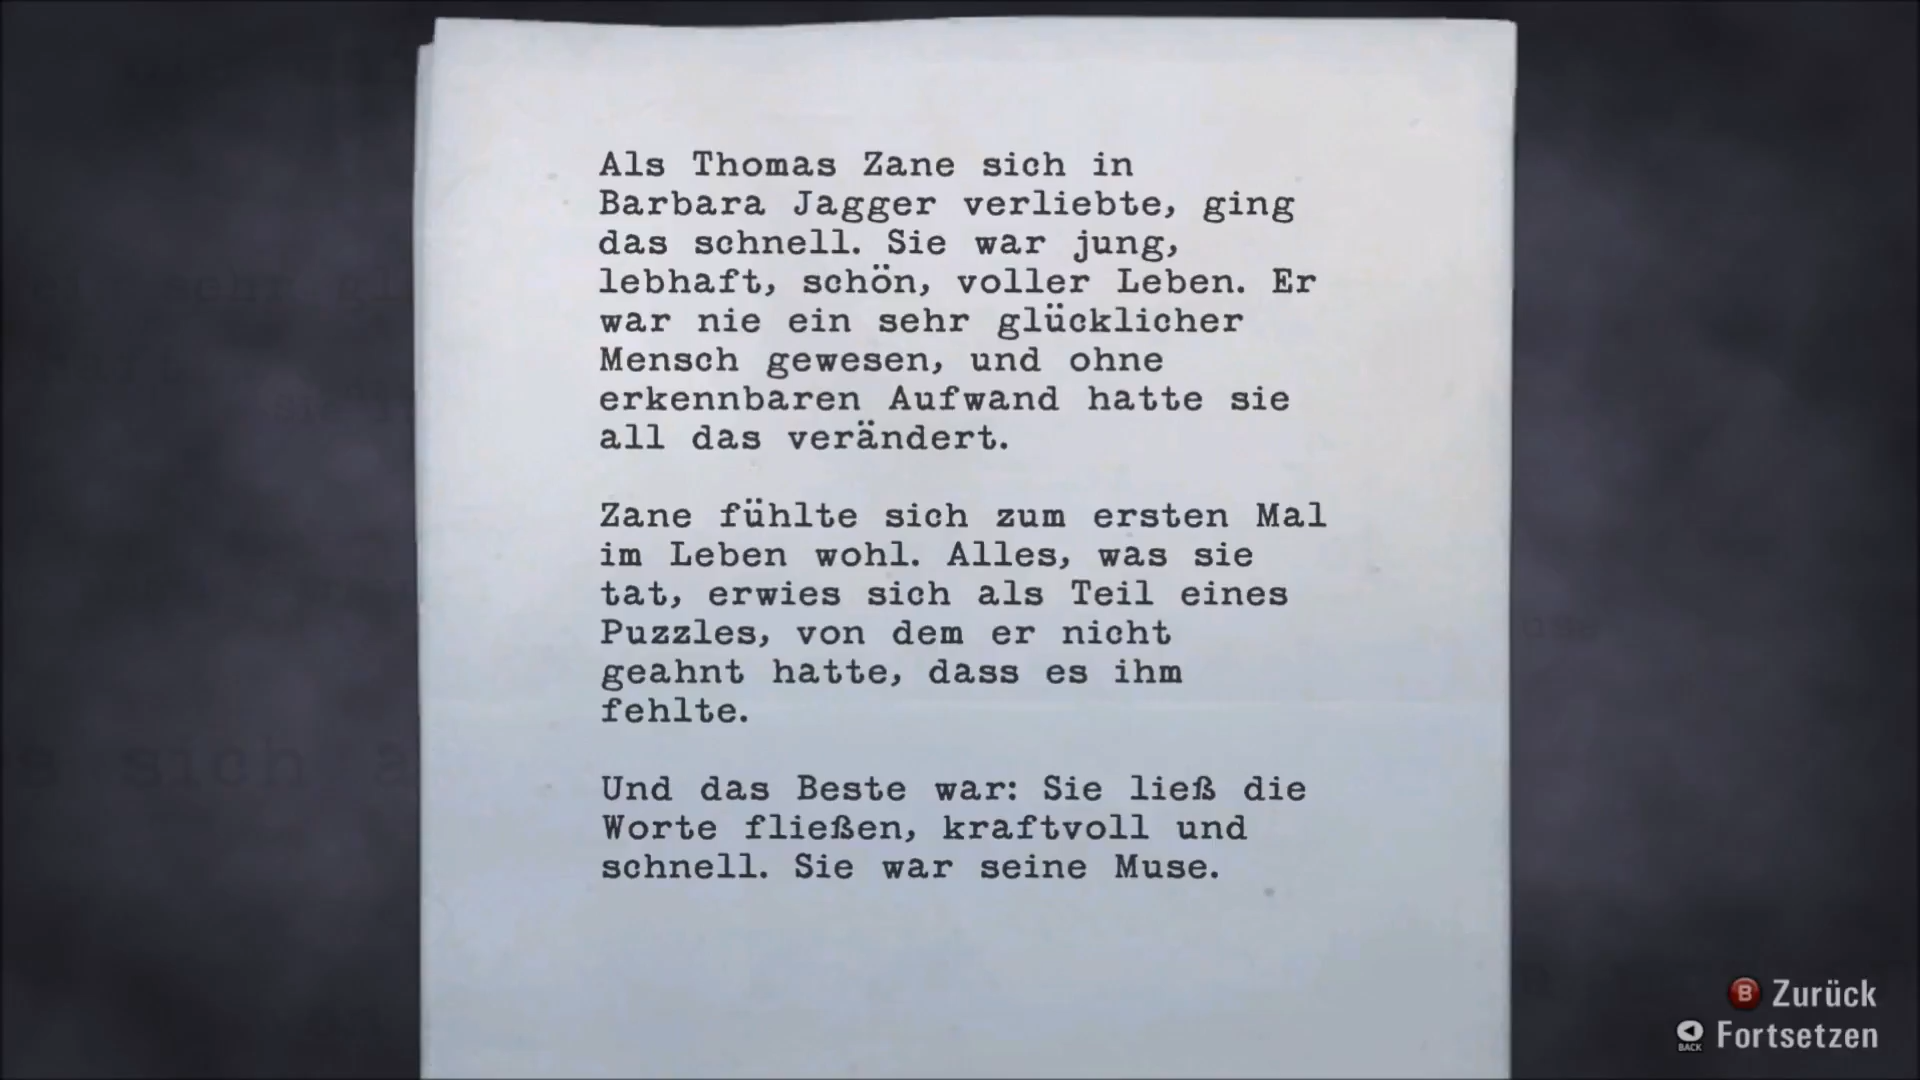 Als Thomas Zane sich in
Barbara Jagger verliebte, ging
das schnell. Sie war jung,
lebhaft, schön, voller Leben. Er
war nie ein sehr glücklicher
Mensch gewesen, und ohne
erkennbaren Aufwand hatte sie
all das verändert.
Zane fühlte sich zum ersten Mal
im Leben wohl. Alles, was sie
tat, erwies sich als Teil eines
Puzzles, von dem er nicht
geahnt hatte, dass es ihm
fehlte.
Und das Beste war: Sie ließ die
Worte fließen, kraftvoll und
schnell. Sie war seine Muse.
B Zurück
BACK Fortsetzen